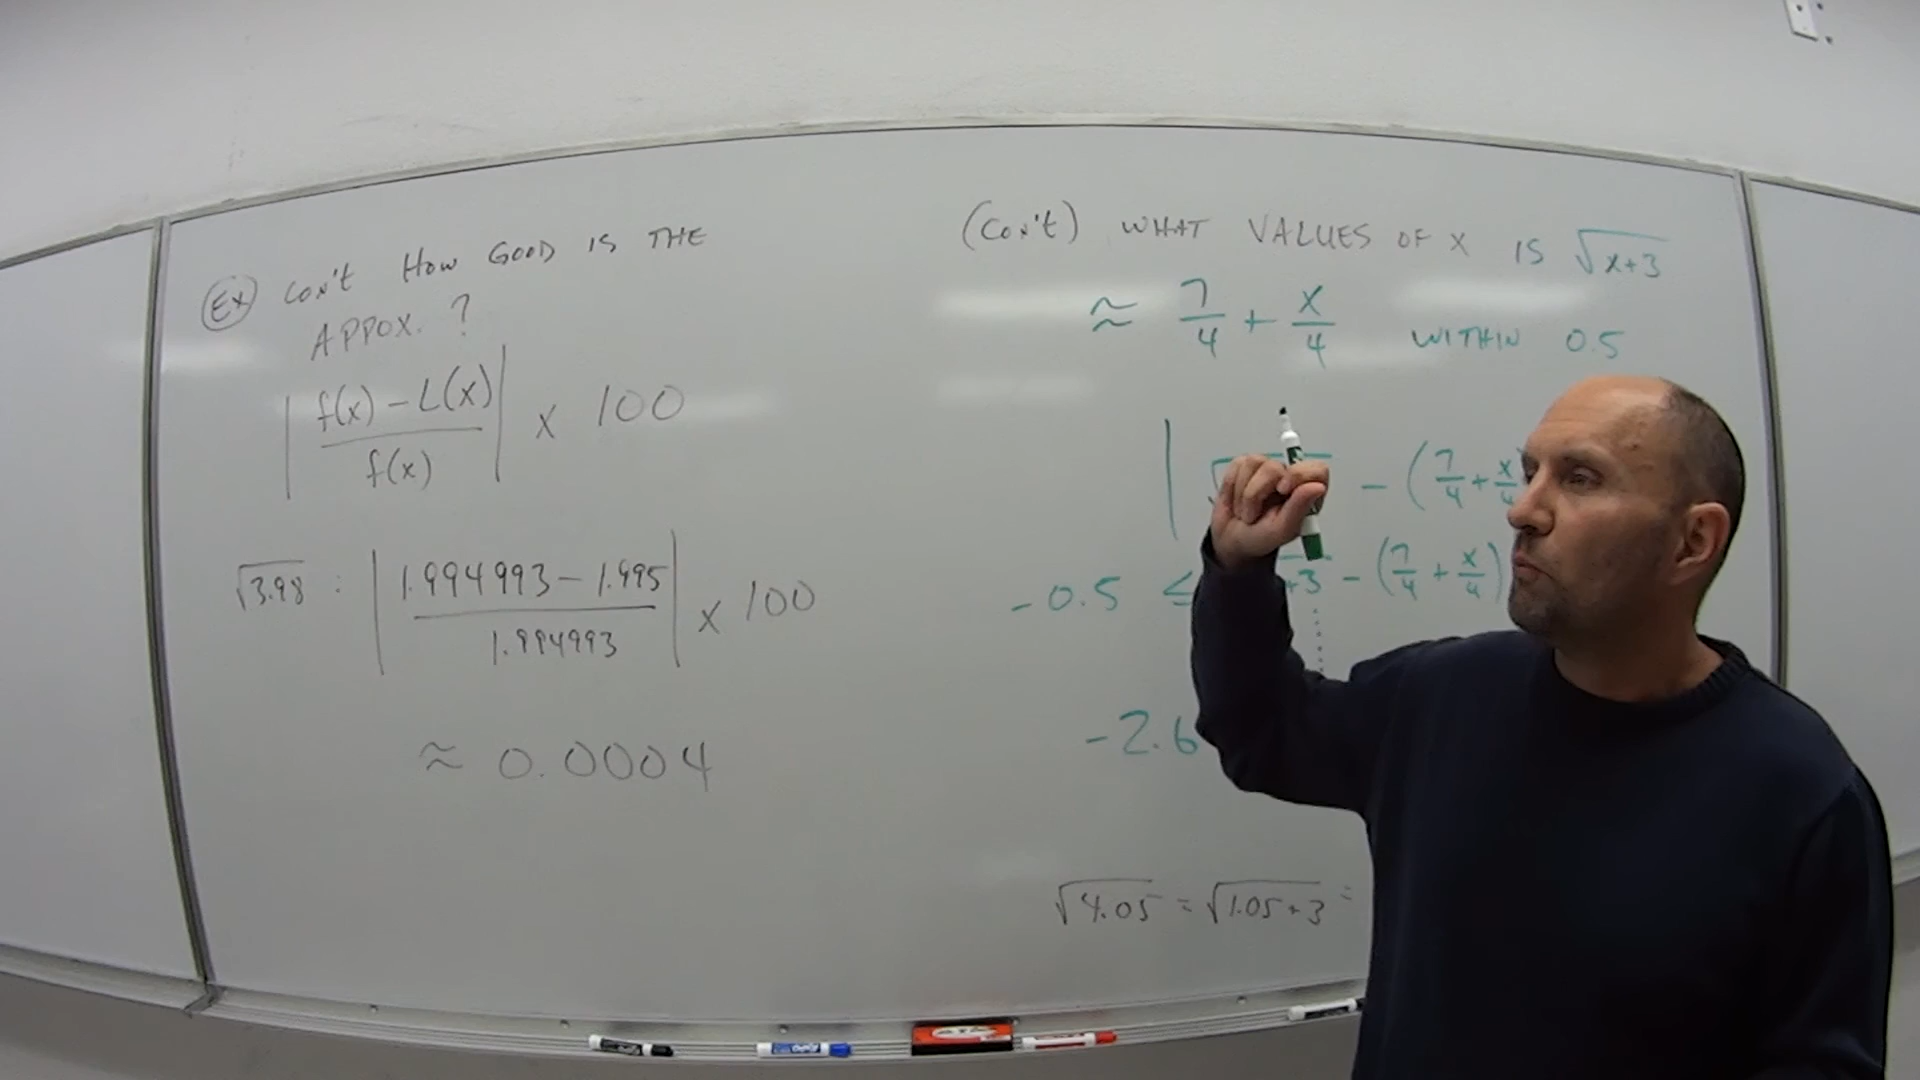 Ex Con't How GOOD IS THE
APPOX. ?
| f(x) - L(x) / f(x) | x 100
√3.98 : | 1.994993 - 1.995 / 1.994993 | x 100
≈ 0.0004
(Con't) WHAT VALUES OF X IS √x+3
≈ 7/4 + x/4 WITHIN 0.5
| √ - (7/4 + x/4
-0.5 ≤ +3 - (7/4 + x/4)
-2.6
√4.05 = √1.05+3 =
EXPO